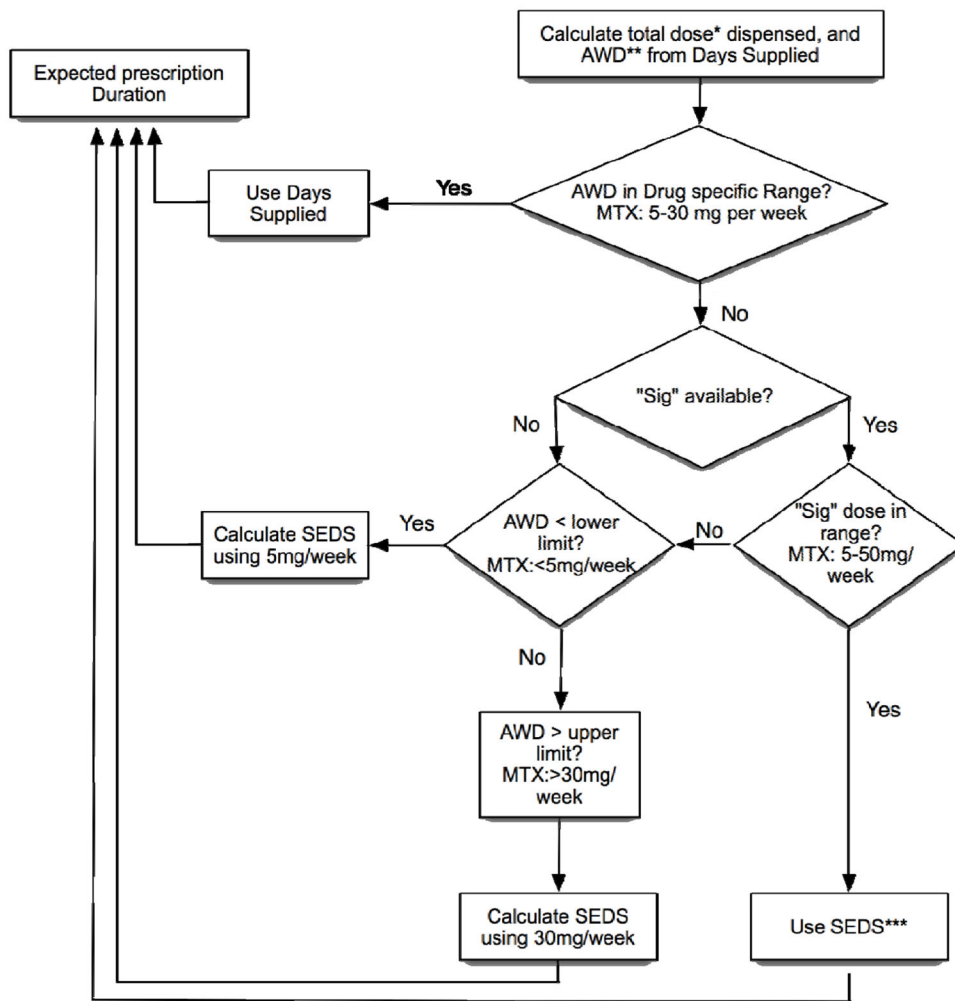 Calculate total dose* dispensed, and
AWD** from Days Supplied
Expected prescription
Duration
Use Days
Supplied
Yes
AWD in Drug specific Range?
MTX: 5-30 mg per week
No
"Sig" available?
No
Yes
Calculate SEDS
using 5mg/week
Yes
AWD < lower
limit?
MTX:<5mg/week
No
"Sig" dose in
range?
MTX: 5-50mg/
week
No
Yes
AWD > upper
limit?
MTX:>30mg/
week
Calculate SEDS
using 30mg/week
Use SEDS***